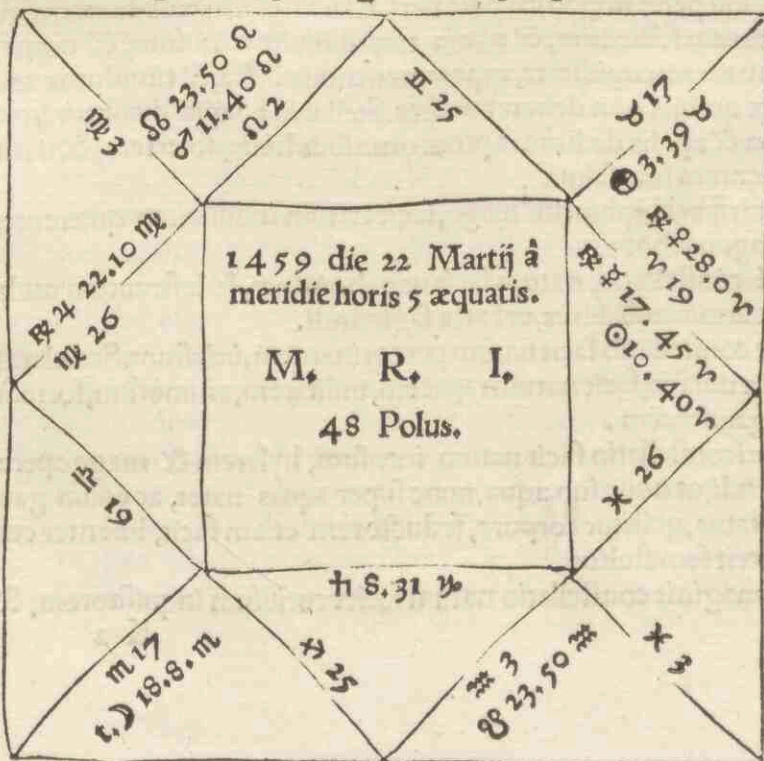 ♍ 3
☊ 23,50 ♌
♂ 11,40 ♌
♌ 2
♊ 25
♉ 17
3,39 ♉
℞ ♃ 22.10 ♍
♍ 26
1459 die 22 Martij à
meridie horis 5 æquatis.
M. R. I.
48 Polus.
℞ ♀ 28.0 ♈
♈ 19
℞ ☿ 17.45 ♈
☉ 10.40 ♈
♓ 26
♎ 19
♄ 8.31 ♑
♏ 17
t. ☽ 18.8. ♏
♐ 25
♒ 3
☋ 23,50 ♒
♓ 3